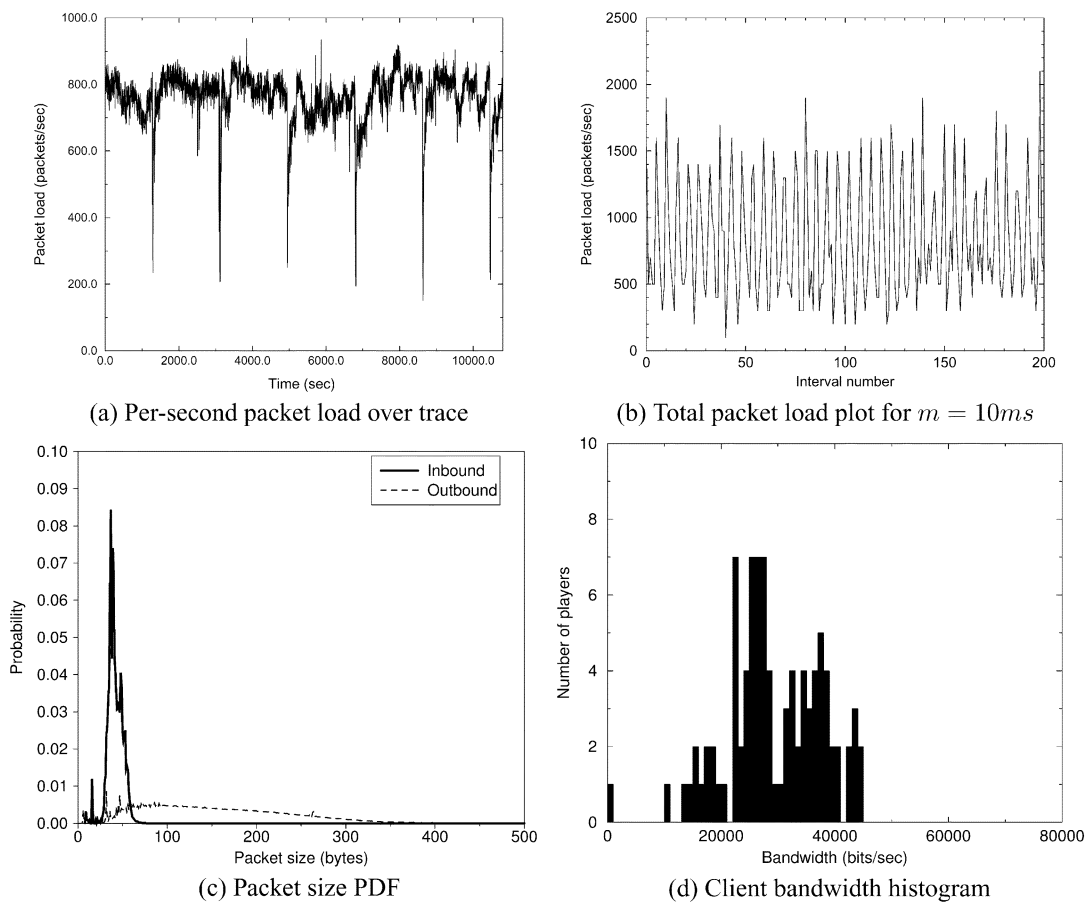 1000.0
800.0
600.0
400.0
200.0
0.0
Packet load (packets/sec)
0.0 2000.0 4000.0 6000.0 8000.0 10000.0
Time (sec)
(a) Per-second packet load over trace
2500
2000
1500
1000
500
0
Packet load (packets/sec)
0 50 100 150 200
Interval number
(b) Total packet load plot for m = 10ms
0.10
0.09
0.08
0.07
0.06
0.05
0.04
0.03
0.02
0.01
0.00
Probability
Inbound
Outbound
0 100 200 300 400 500
Packet size (bytes)
(c) Packet size PDF
10
8
6
4
2
0
Number of players
0 20000 40000 60000 80000
Bandwidth (bits/sec)
(d) Client bandwidth histogram